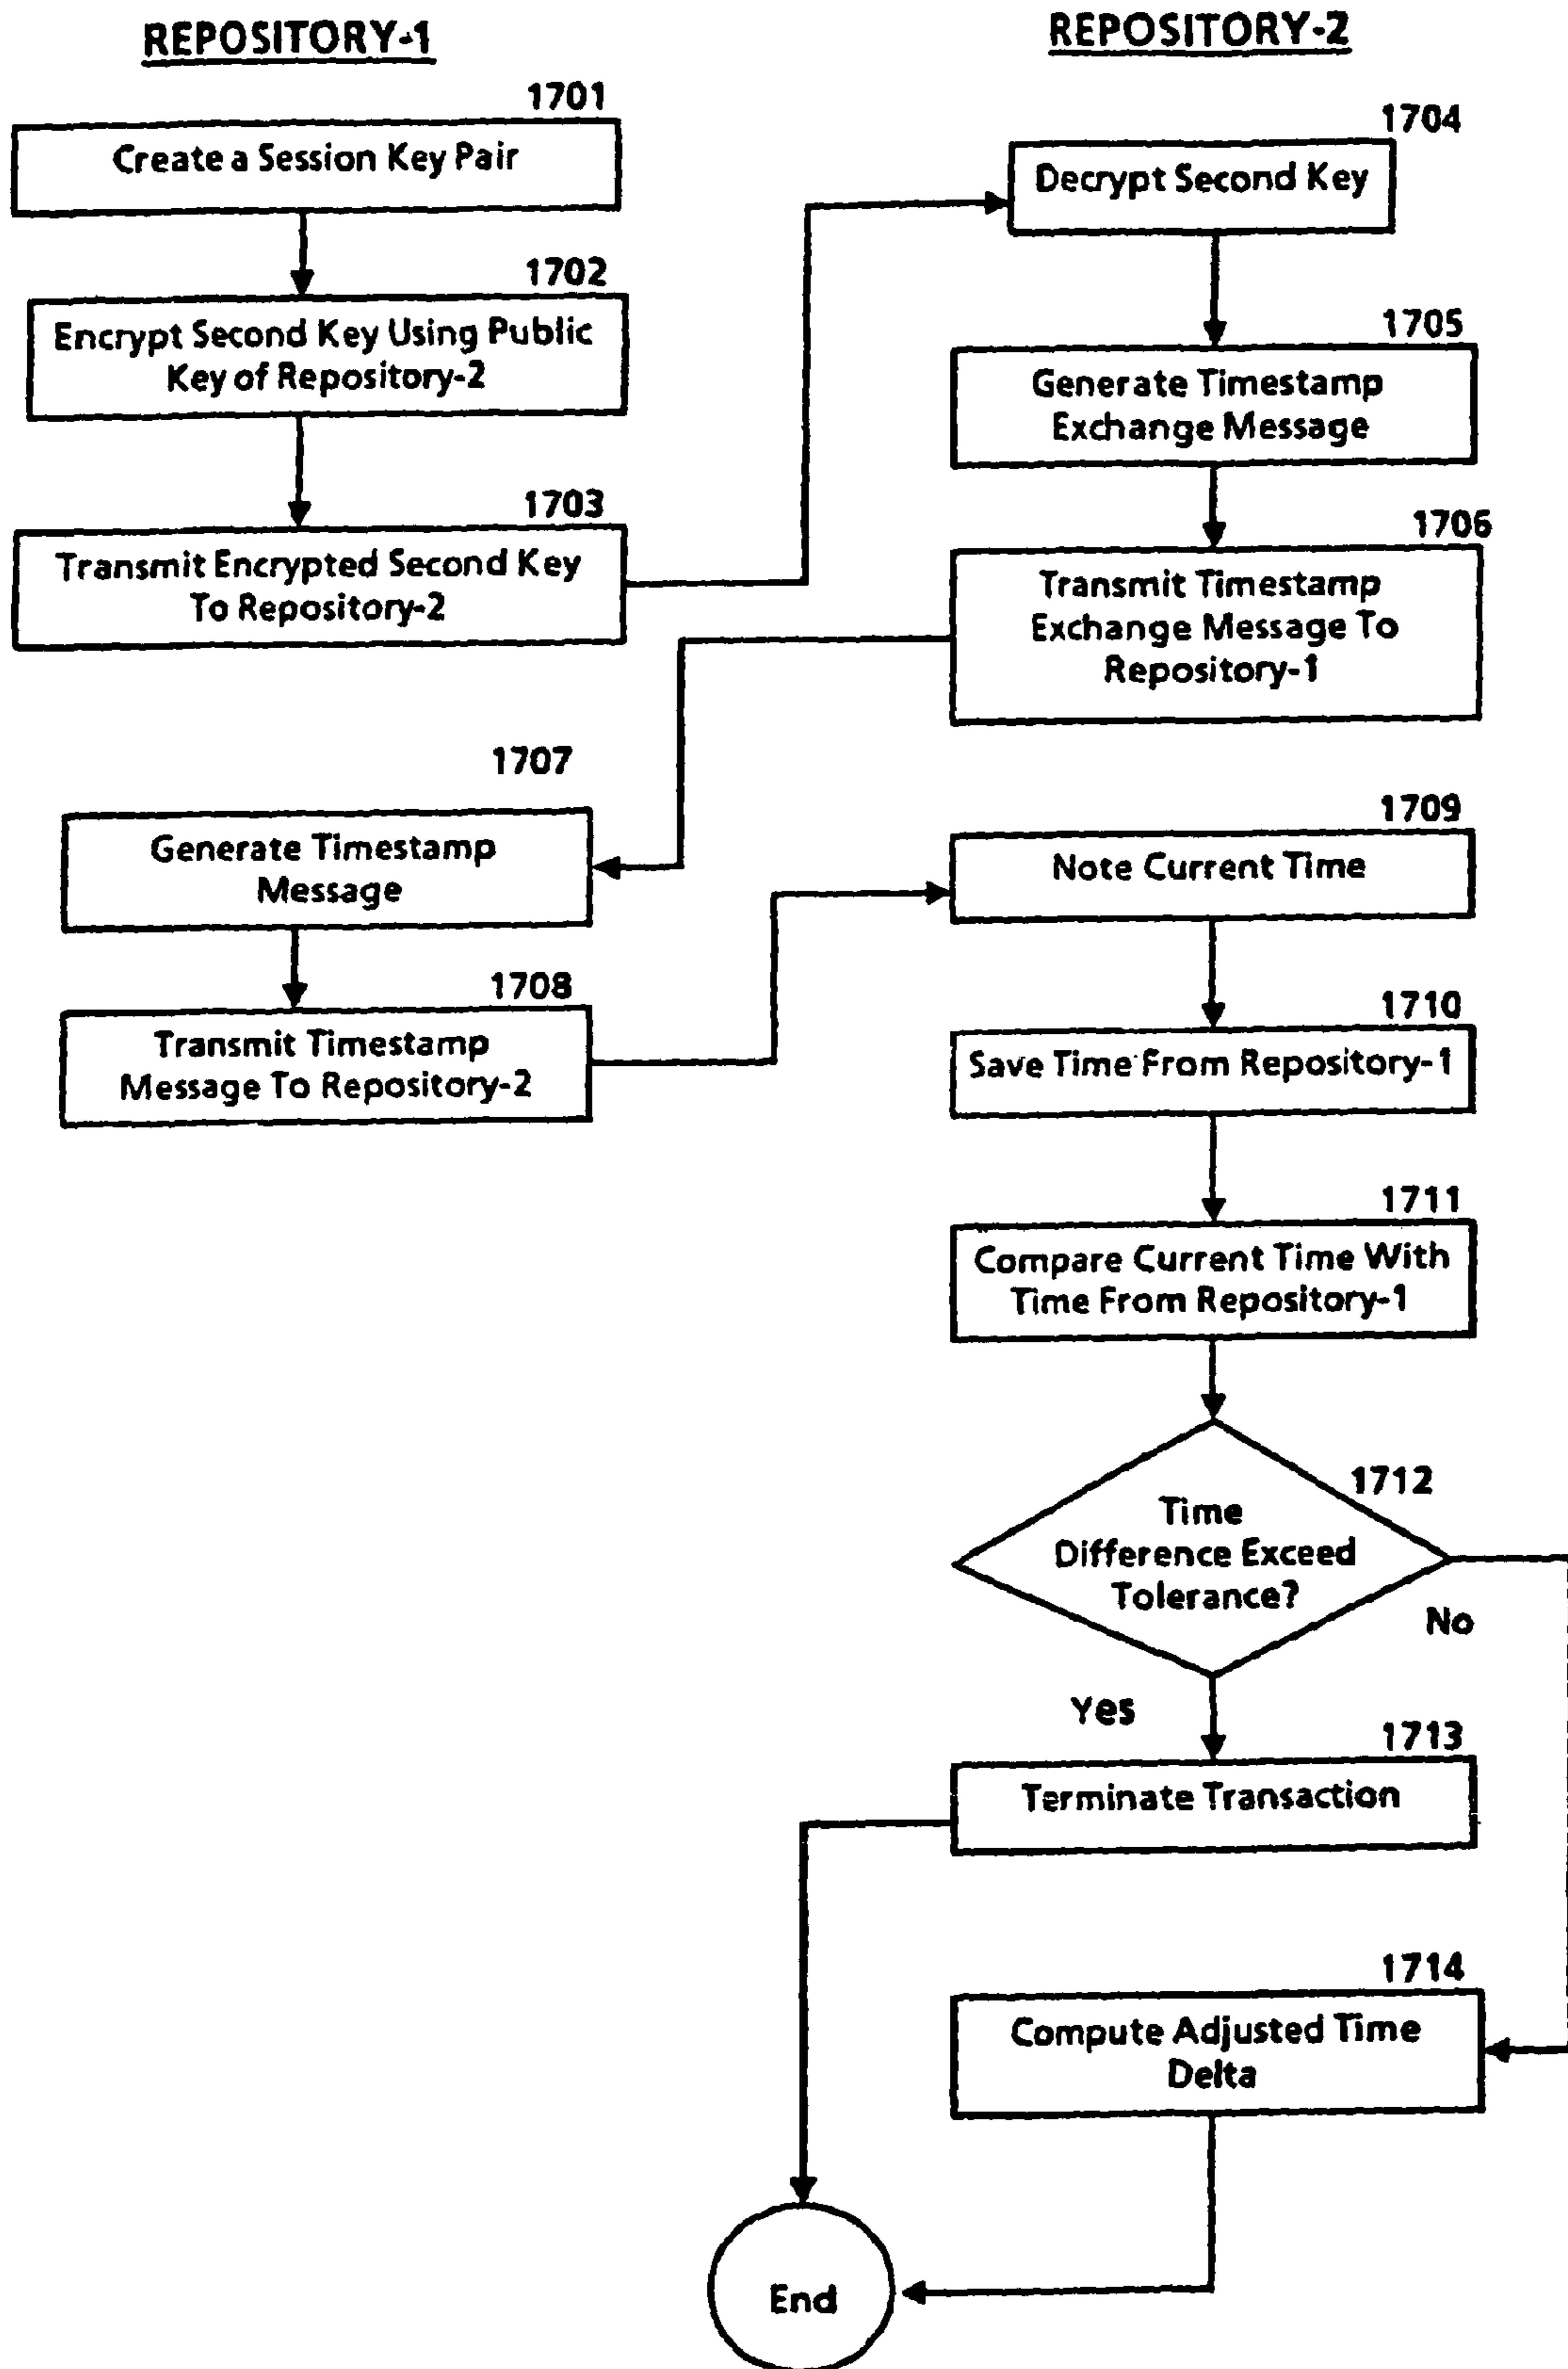 REPOSITORY-1
REPOSITORY-2
1701
Create a Session Key Pair
1702
Encrypt Second Key Using Public
Key of Repository-2
1703
Transmit Encrypted Second Key
To Repository-2
1704
Decrypt Second Key
1705
Generate Timestamp
Exchange Message
1706
Transmit Timestamp
Exchange Message To
Repository-1
1707
Generate Timestamp
Message
1708
Transmit Timestamp
Message To Repository-2
1709
Note Current Time
1710
Save Time From Repository-1
1711
Compare Current Time With
Time From Repository-1
1712
Time
Difference Exceed
Tolerance?
No
Yes
1713
Terminate Transaction
1714
Compute Adjusted Time
Delta
End